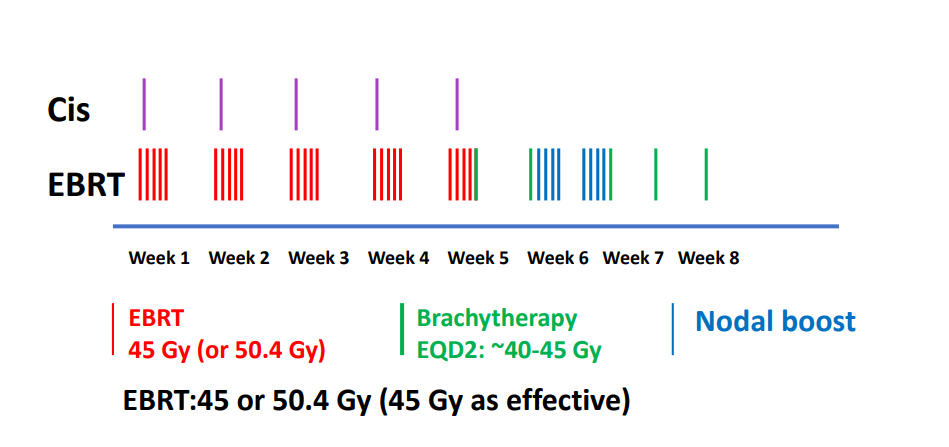 Cis
EBRT
Week 1 Week 2 Week 3 Week 4 Week 5 Week 6 Week 7 Week 8
EBRT
45 Gy (or 50.4 Gy)
Brachytherapy
EQD2: ~40-45 Gy
Nodal boost
EBRT:45 or 50.4 Gy (45 Gy as effective)